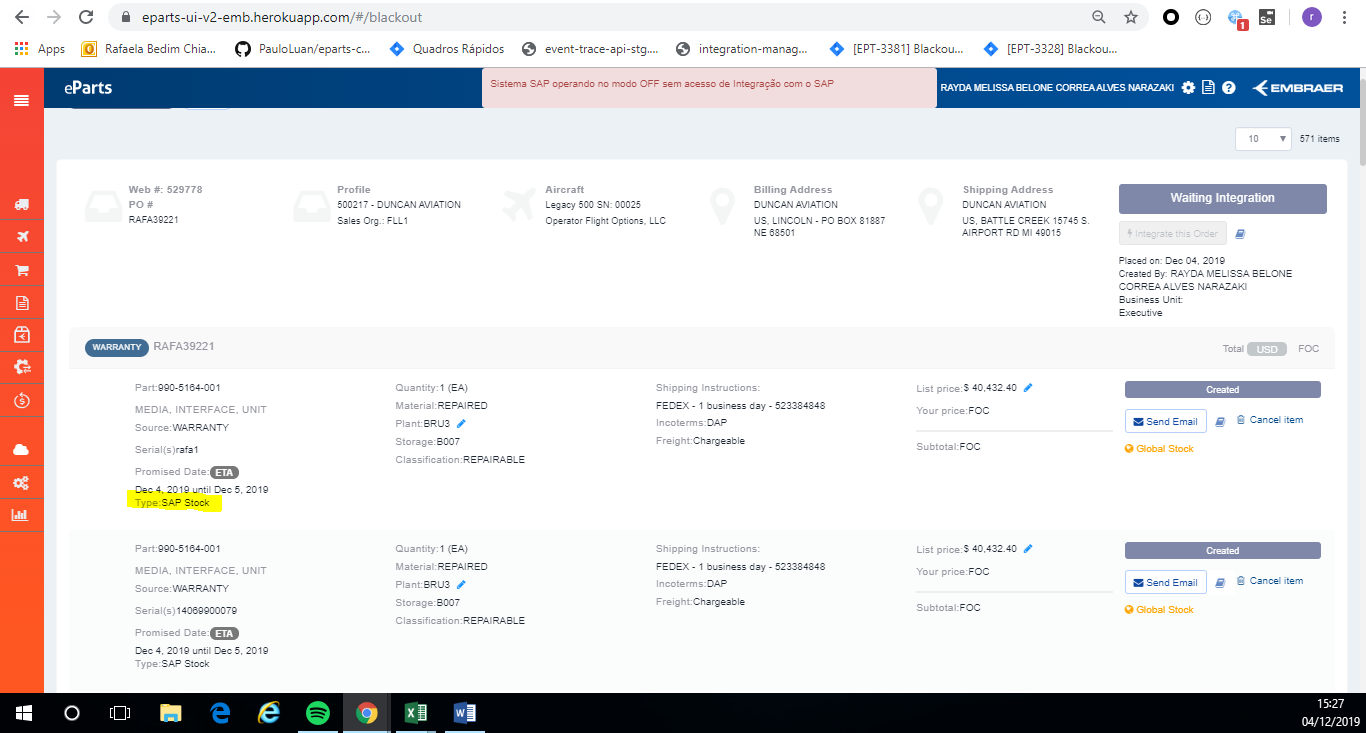 eparts-ui-v2-emb.herokuapp.com/#/blackout
1
Se
r
Apps
Rafaela Bedim Chia...
PauloLuan/eparts-c...
Quadros Rápidos
event-trace-api-stg....
integration-manag...
[EPT-3381] Blackou...
[EPT-3328] Blackou...
eParts
Sistema SAP operando no modo OFF sem acesso de Integração com o SAP
RAYDA MELISSA BELONE CORREA ALVES NARAZAKI
EMBRAER
10
571 items
Web #: 529778
PO #
RAFA39221
Profile
500217 - DUNCAN AVIATION
Sales Org.: FLL1
Aircraft
Legacy 500 SN: 00025
Operator Flight Options, LLC
Billing Address
DUNCAN AVIATION
US, LINCOLN - PO BOX 81887
NE 68501
Shipping Address
DUNCAN AVIATION
US, BATTLE CREEK 15745 S.
AIRPORT RD MI 49015
Waiting Integration
Integrate this Order
Placed on: Dec 04, 2019
Created By: RAYDA MELISSA BELONE
CORREA ALVES NARAZAKI
Business Unit:
Executive
WARRANTY RAFA39221
Total USD FOC
Part:990-5164-001
MEDIA, INTERFACE, UNIT
Source:WARRANTY
Serial(s)rafa1
Promised Date: ETA
Dec 4, 2019 until Dec 5, 2019
Type:SAP Stock
Quantity:1 (EA)
Material:REPAIRED
Plant:BRU3
Storage:B007
Classification:REPAIRABLE
Shipping Instructions:
FEDEX - 1 business day - 523384848
Incoterms:DAP
Freight:Chargeable
List price:$ 40,432.40
Your price:FOC
Subtotal:FOC
Created
Send Email
Cancel item
Global Stock
Part:990-5164-001
MEDIA, INTERFACE, UNIT
Source:WARRANTY
Serial(s)14069900079
Promised Date: ETA
Dec 4, 2019 until Dec 5, 2019
Type:SAP Stock
Quantity:1 (EA)
Material:REPAIRED
Plant:BRU3
Storage:B007
Classification:REPAIRABLE
Shipping Instructions:
FEDEX - 1 business day - 523384848
Incoterms:DAP
Freight:Chargeable
List price:$ 40,432.40
Your price:FOC
Subtotal:FOC
Created
Send Email
Cancel item
Global Stock
15:27
04/12/2019